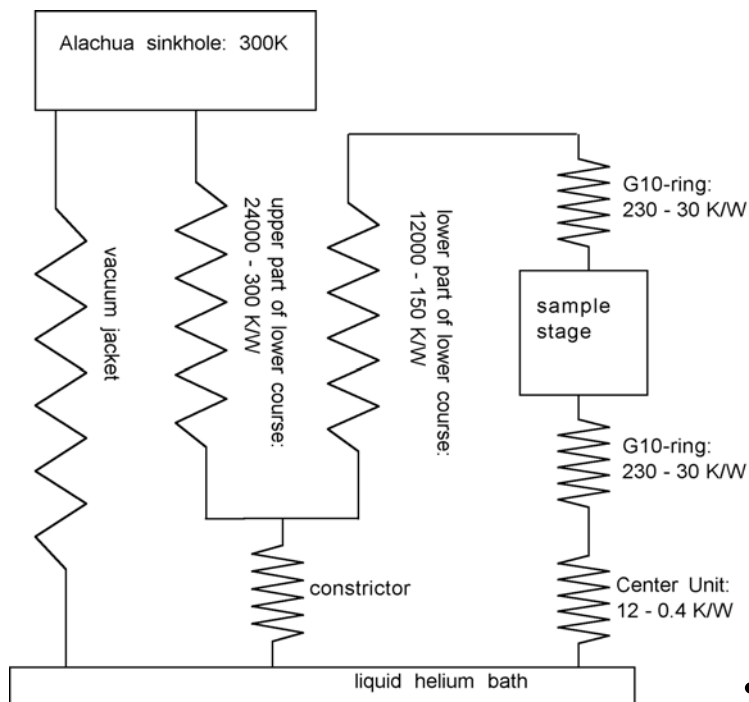 Alachua sinkhole: 300K
vacuum jacket
upper part of lower course:
24000 - 300 K/W
lower part of lower course:
12000 - 150 K/W
G10-ring:
230 - 30 K/W
sample
stage
G10-ring:
230 - 30 K/W
constrictor
Center Unit:
12 - 0.4 K/W
liquid helium bath